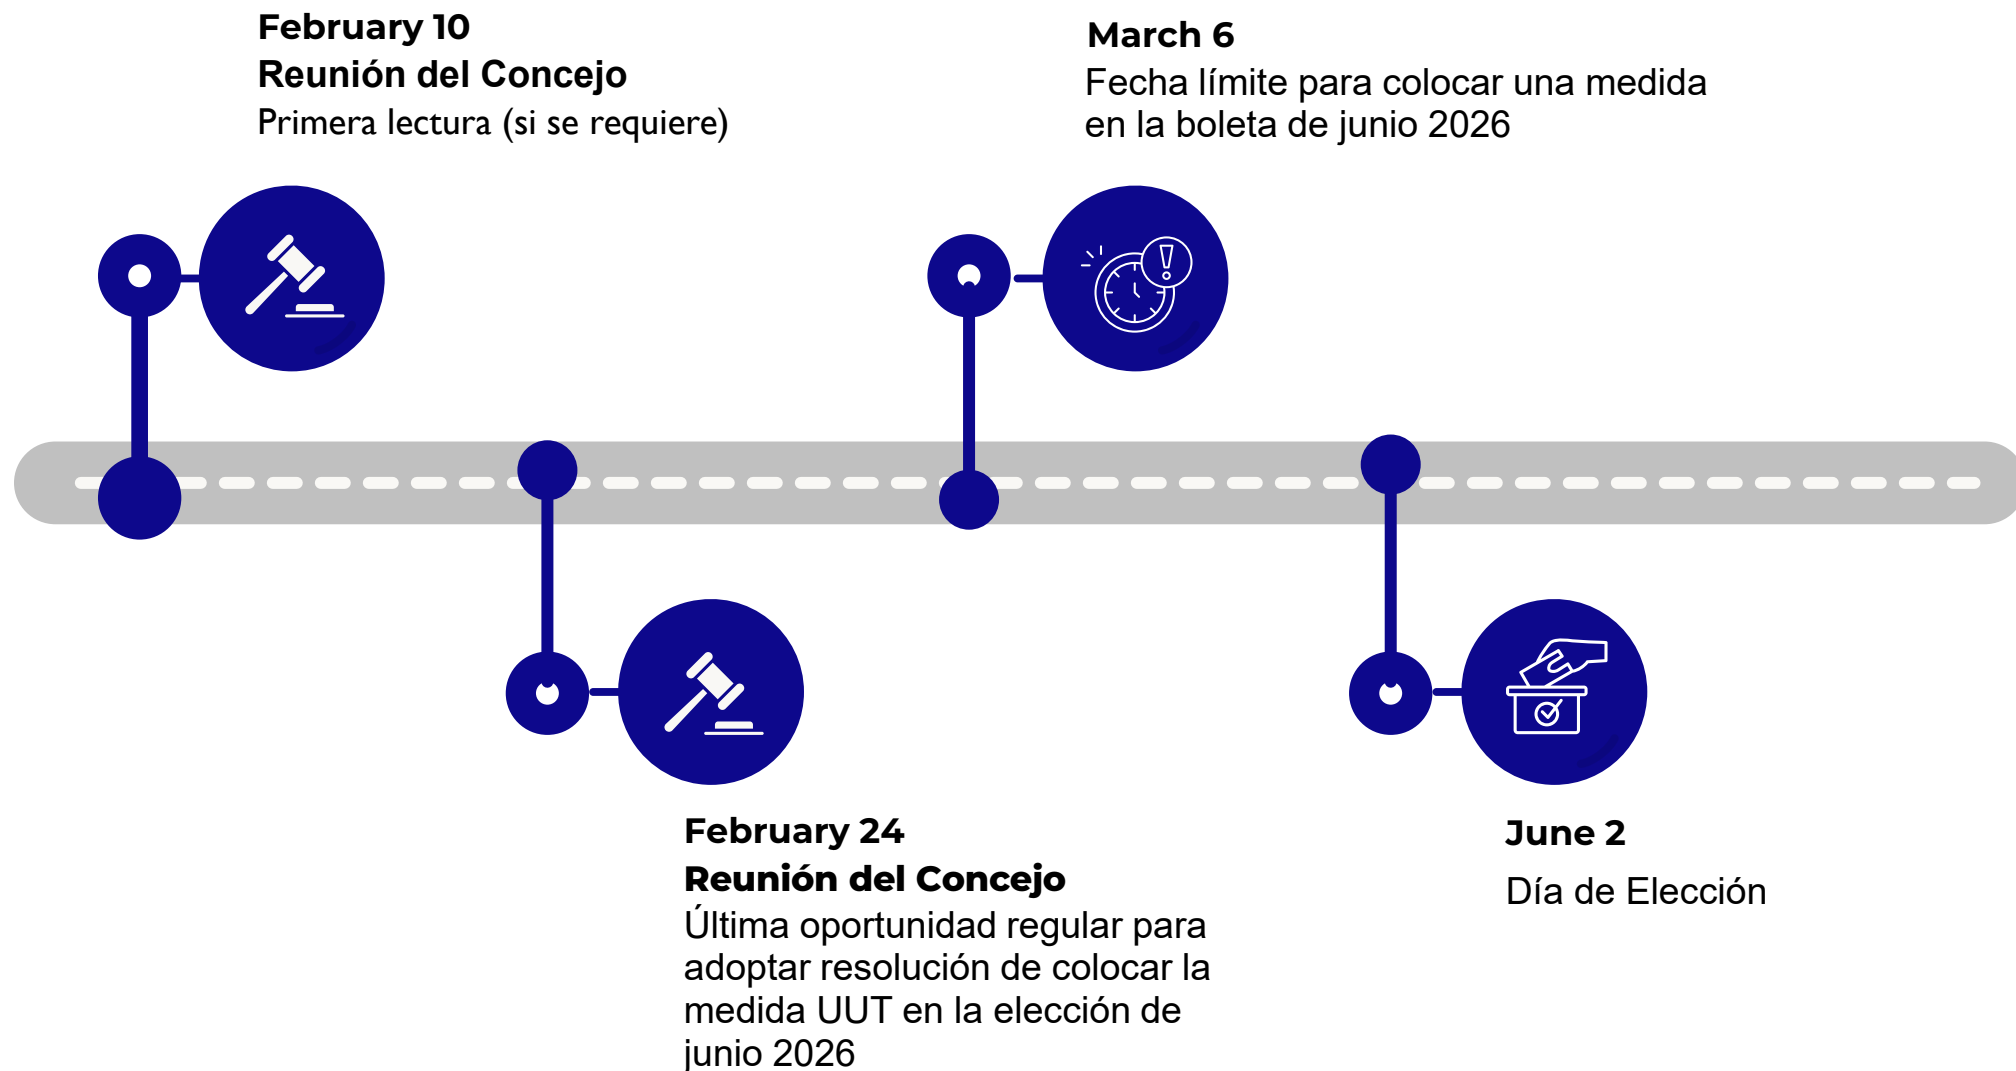 February 10
Reunión del Concejo
Primera lectura (si se requiere)
March 6
Fecha límite para colocar una medida
en la boleta de junio 2026
February 24
Reunión del Concejo
Última oportunidad regular para
adoptar resolución de colocar la
medida UUT en la elección de
junio 2026
June 2
Día de Elección